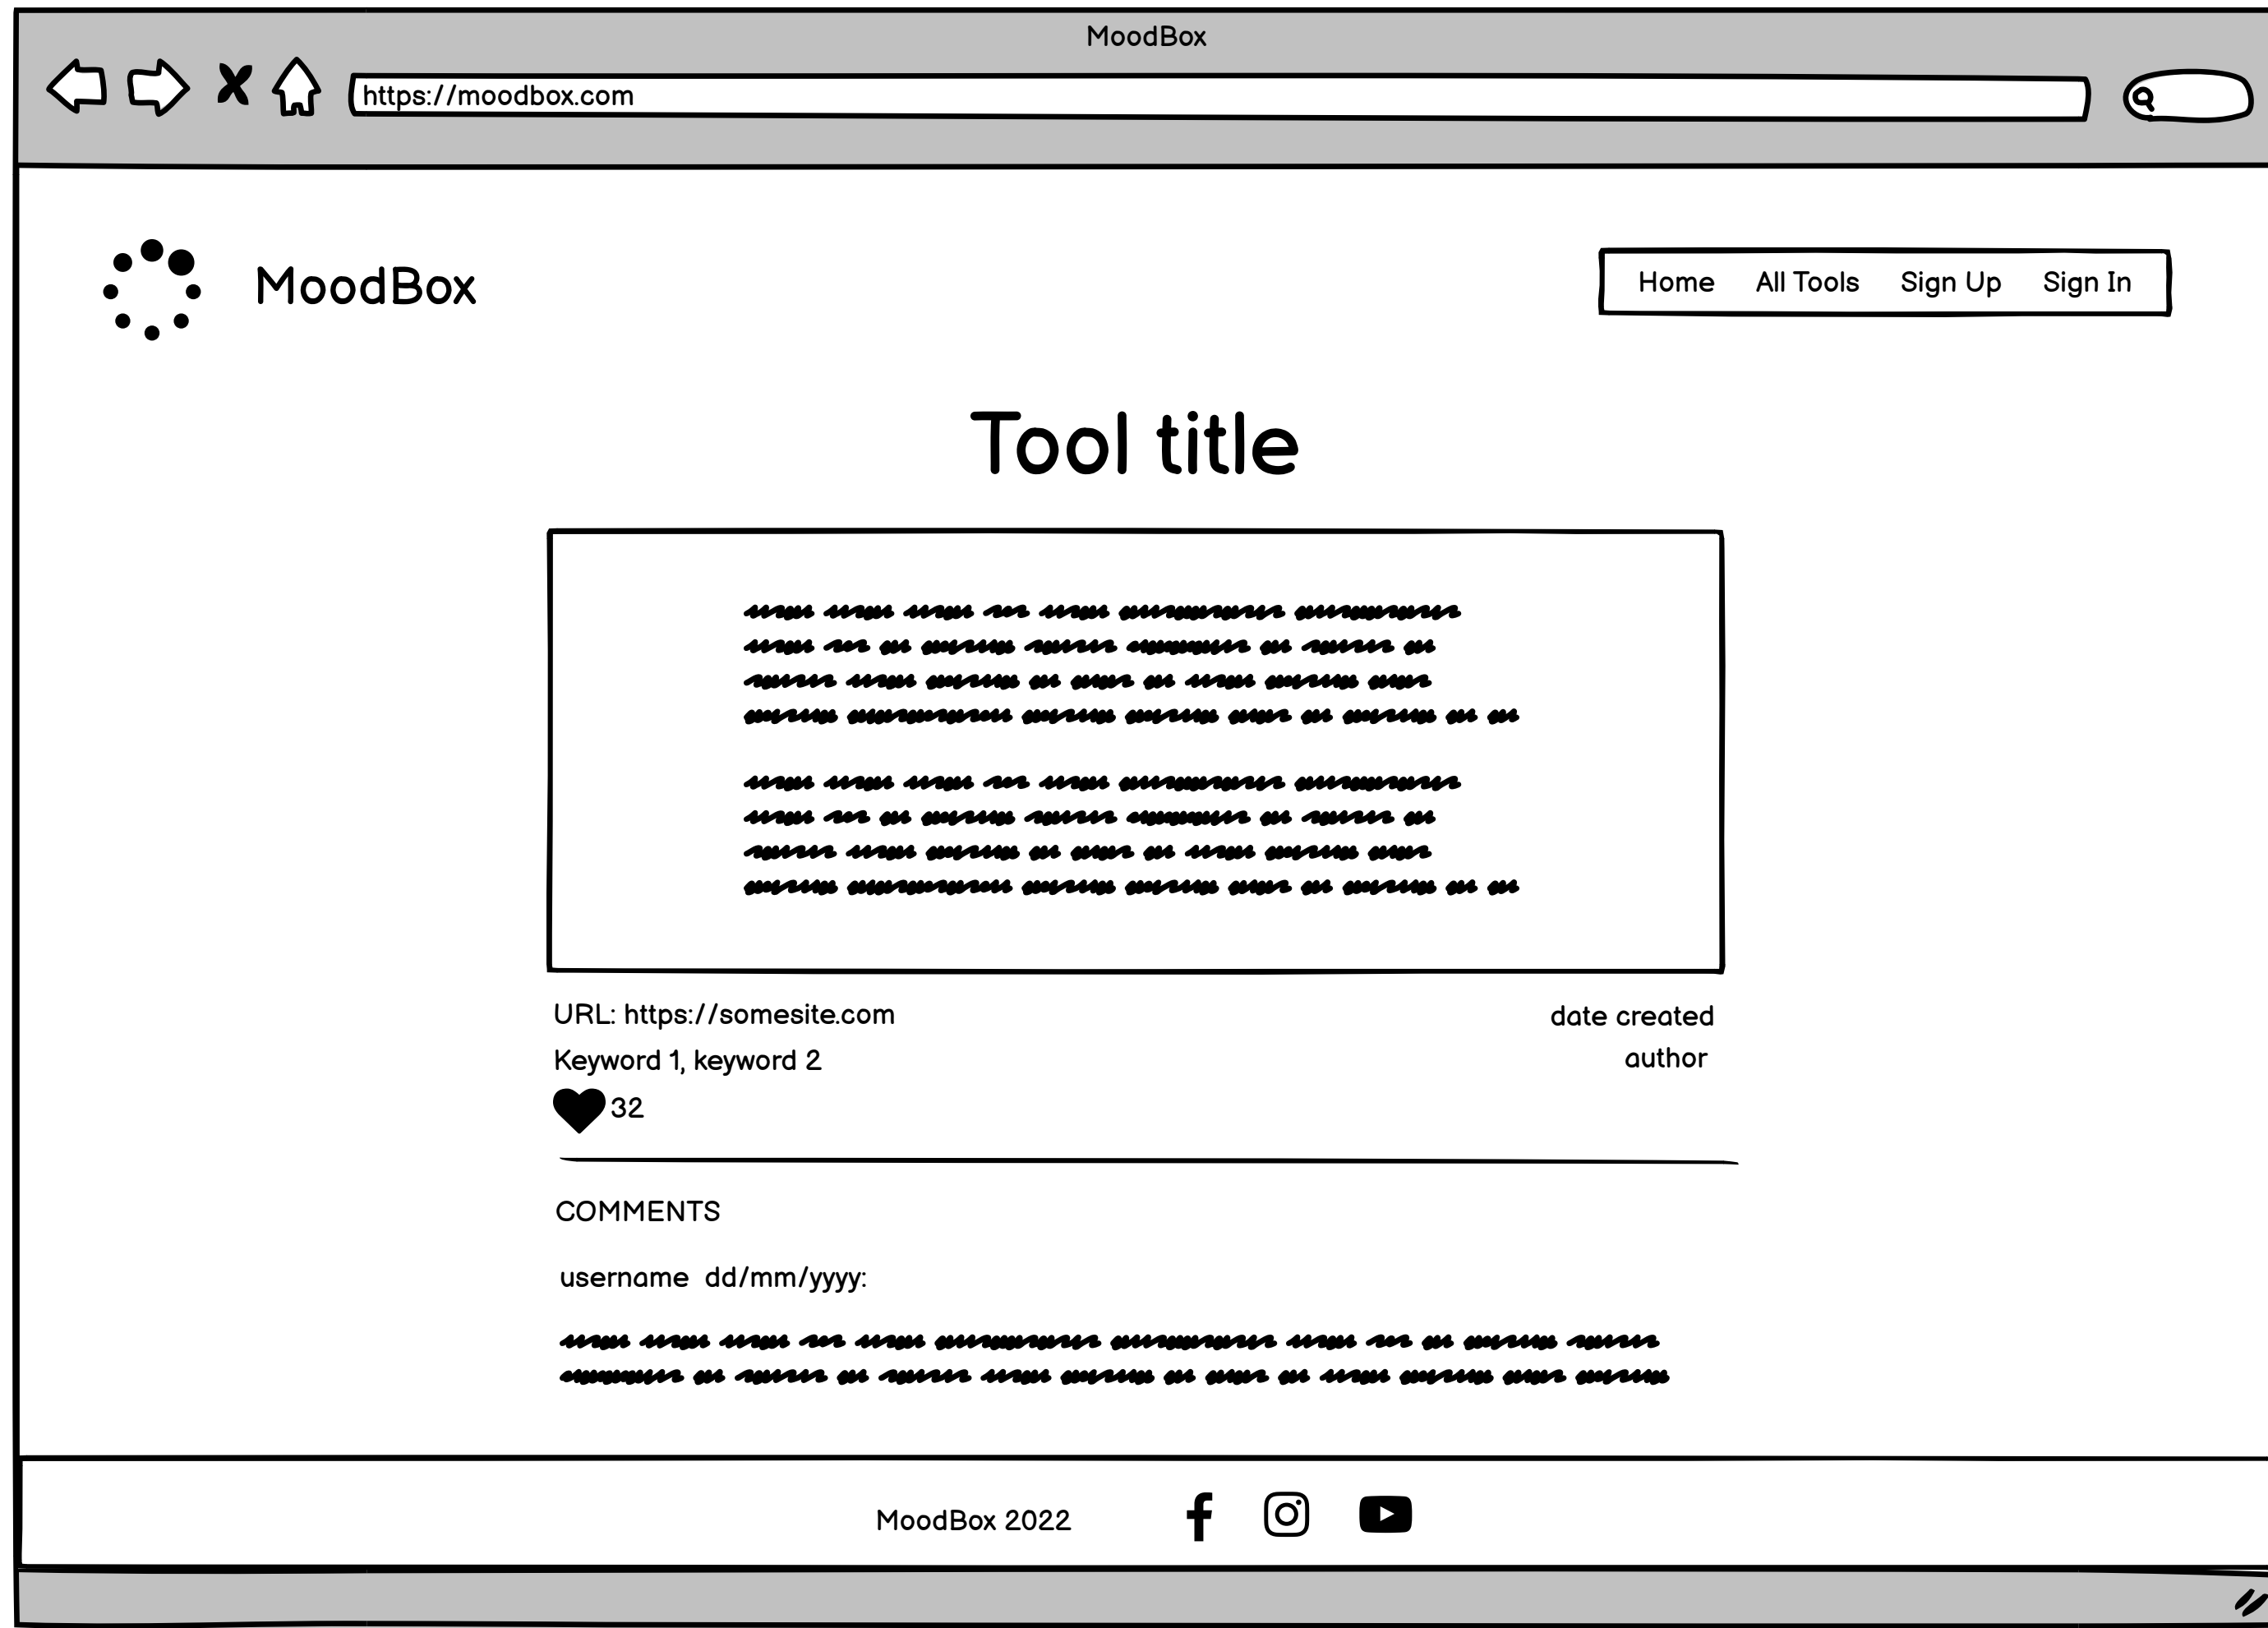 MoodBox
https://moodbox.com
MoodBox
Home All Tools Sign Up Sign In
Tool title
URL: https://somesite.com
date created
Keyword 1, keyword 2
author
32
COMMENTS
username dd/mm/yyyy:
MoodBox 2022